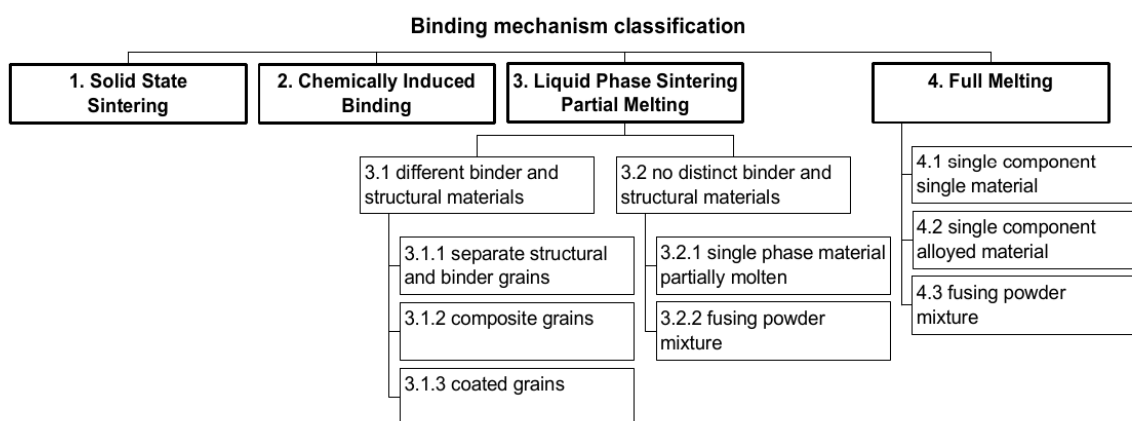 Binding mechanism classification
1. Solid State
Sintering
2. Chemically Induced
Binding
3. Liquid Phase Sintering
Partial Melting
4. Full Melting
3.1 different binder and
structural materials
3.1.1 separate structural
and binder grains
3.1.2 composite grains
3.1.3 coated grains
3.2 no distinct binder and
structural materials
3.2.1 single phase material
partially molten
3.2.2 fusing powder
mixture
4.1 single component
single material
4.2 single component
alloyed material
4.3 fusing powder
mixture